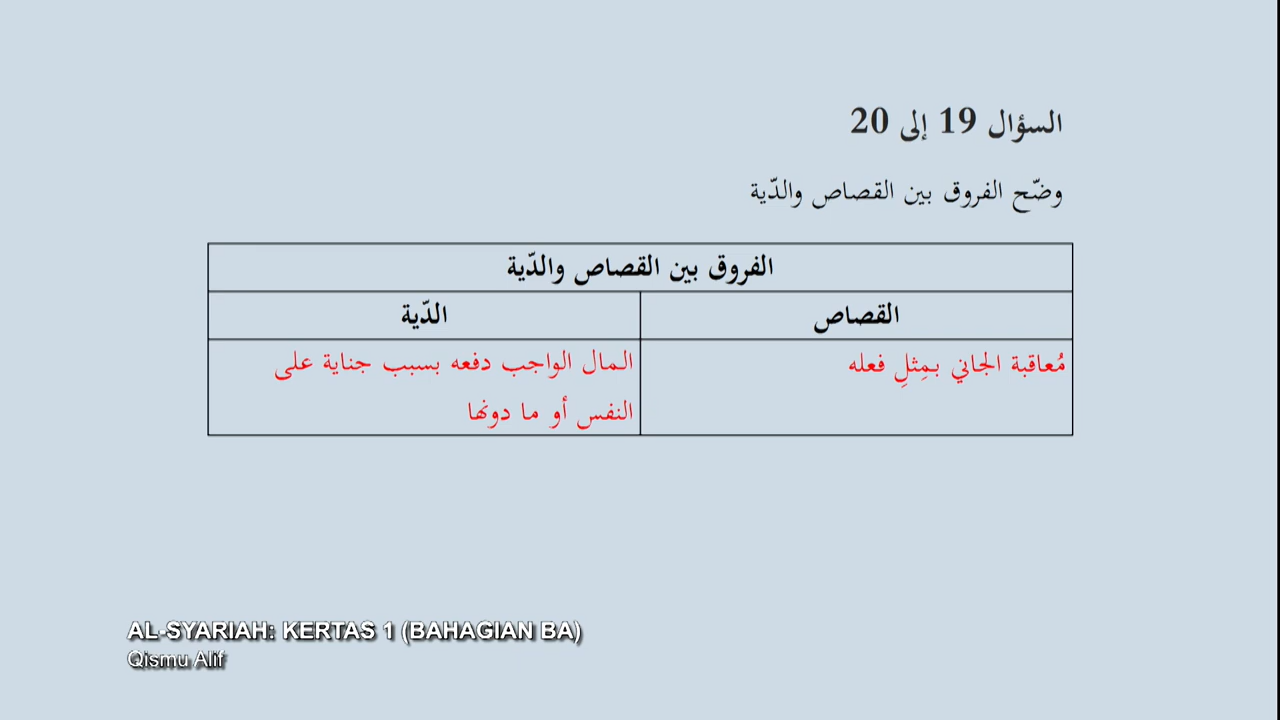 السؤال 19 إلى 20
وضّح الفروق بين القصاص والدّية
الفروق بين القصاص والدّية
القصاص
الدّية
مُعاقبة الجاني بمِثلِ فعله
المال الواجب دفعه بسبب جناية على
النفس أو ما دونها
AL-SYARIAH: KERTAS 1 (BAHAGIAN BA)
Qismu Alif